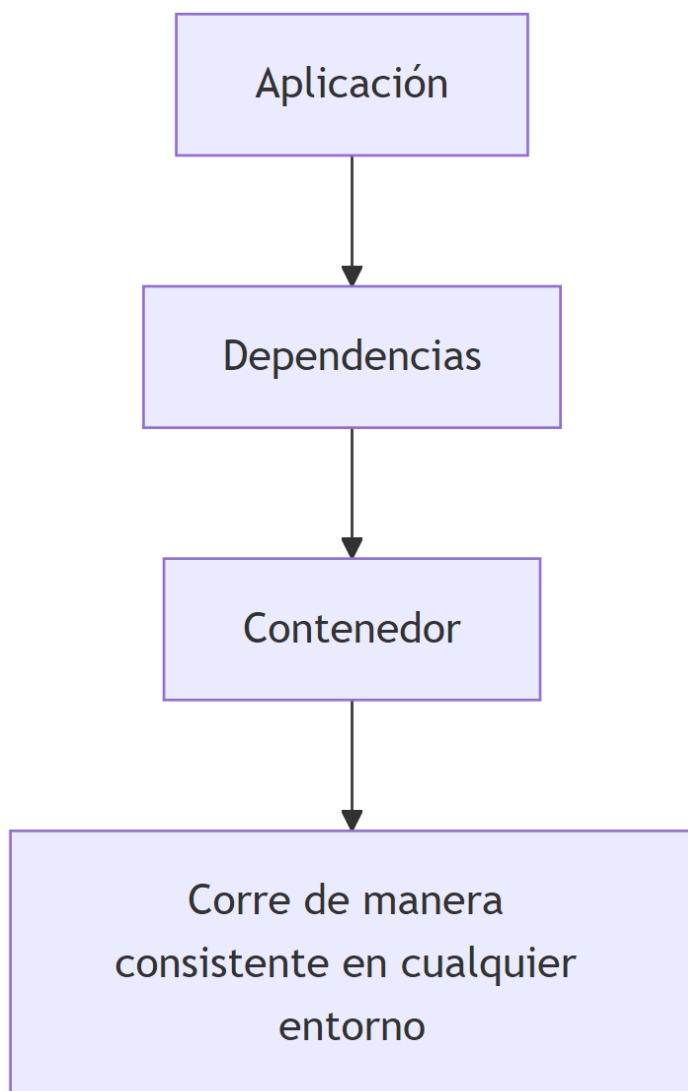 Aplicación
Dependencias
Contenedor
Corre de manera
consistente en cualquier
entorno